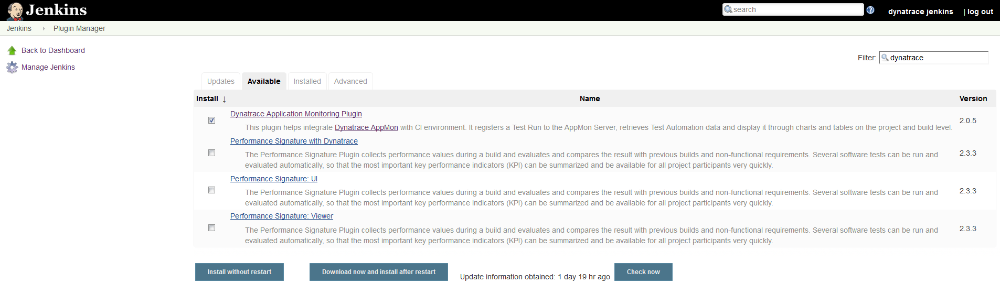 Jenkins
search
dynatrace jenkins
| log out
Jenkins
Plugin Manager
Back to Dashboard
Manage Jenkins
Filter:
dynatrace
Updates
Available
Installed
Advanced
Install ↓
Name
Version
Dynatrace Application Monitoring Plugin
This plugin helps integrate Dynatrace AppMon with CI environment. It registers a Test Run to the AppMon Server, retrieves Test Automation data and display it through charts and tables on the project and build level.
2.0.5
Performance Signature with Dynatrace
The Performance Signature Plugin collects performance values during a build and evaluates and compares the result with previous builds and non-functional requirements. Several software tests can be run and
evaluated automatically, so that the most important key performance indicators (KPI) can be summarized and be available for all project participants very quickly.
2.3.3
Performance Signature: UI
The Performance Signature Plugin collects performance values during a build and evaluates and compares the result with previous builds and non-functional requirements. Several software tests can be run and
evaluated automatically, so that the most important key performance indicators (KPI) can be summarized and be available for all project participants very quickly.
2.3.3
Performance Signature: Viewer
The Performance Signature Plugin collects performance values during a build and evaluates and compares the result with previous builds and non-functional requirements. Several software tests can be run and
evaluated automatically, so that the most important key performance indicators (KPI) can be summarized and be available for all project participants very quickly.
2.3.3
Install without restart
Download now and install after restart
Update information obtained: 1 day 19 hr ago
Check now